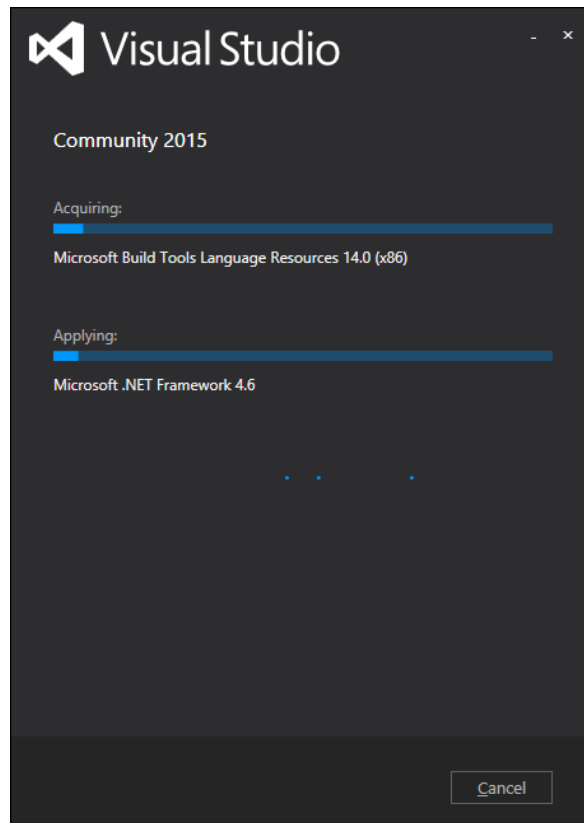 Visual Studio
Community 2015
Acquiring:
Microsoft Build Tools Language Resources 14.0 (x86)
Applying:
Microsoft .NET Framework 4.6
Cancel